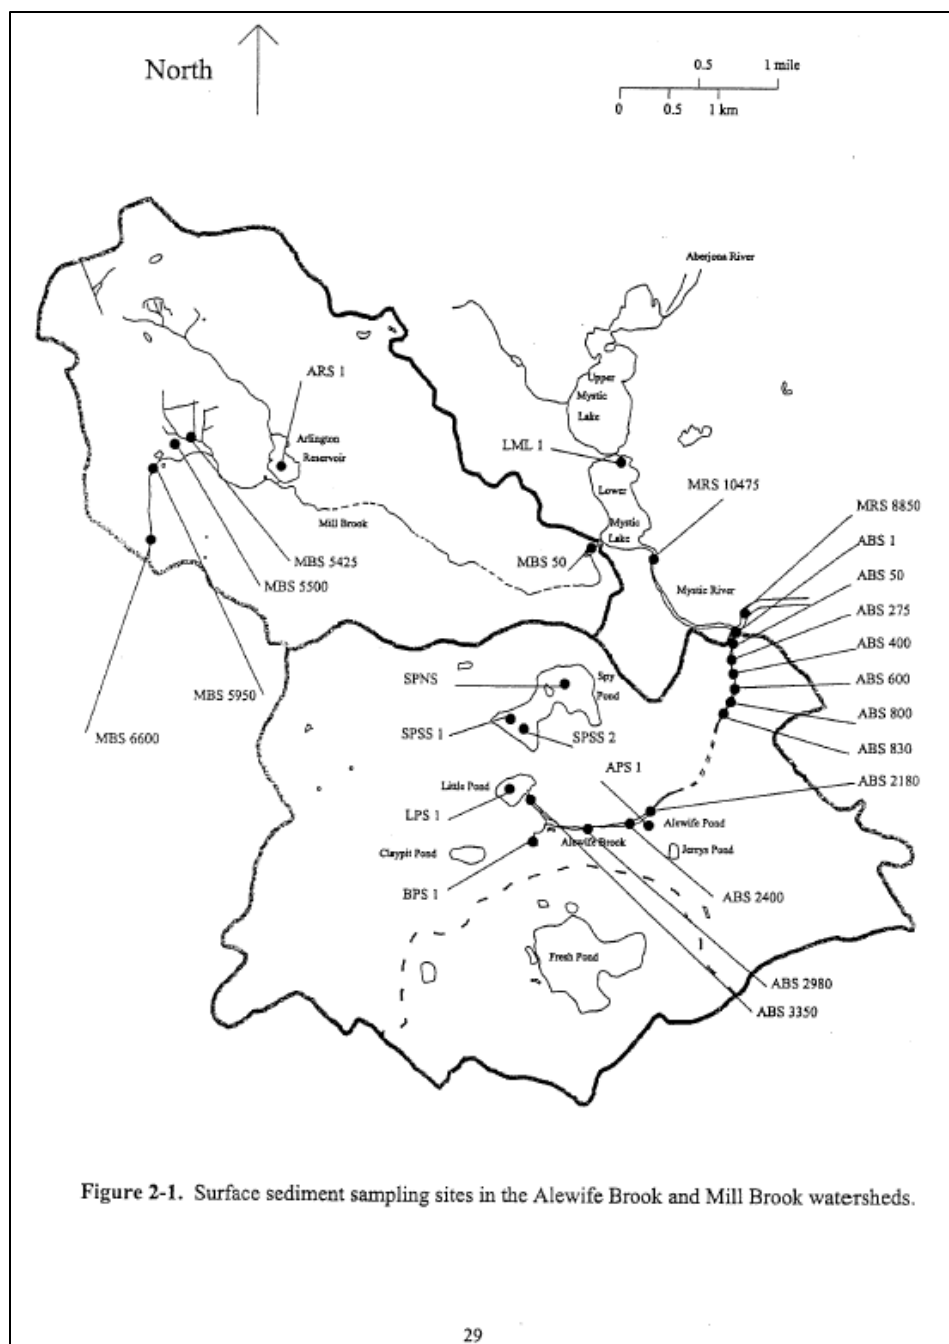 North
0.5 1 mile
0 0.5 1 km
Aberjona River
ARS 1
Upper
Mystic
Lake
Arlington
Reservoir
LML 1
MRS 10475
Lower
Mystic
Lake
MRS 8850
Mill Brook
ABS 1
MBS 5425
MBS 50
ABS 50
MBS 5500
Mystic River
ABS 275
ABS 400
SPNS
Spy
Pond
ABS 600
MBS 5950
ABS 800
MBS 6600
SPSS 1
SPSS 2
ABS 830
APS 1
ABS 2180
Little Pond
LPS 1
Alewife Pond
Alewife Brook
Jerrys Pond
Claypit Pond
BPS 1
ABS 2400
Fresh Pond
ABS 2980
ABS 3350
Figure 2-1. Surface sediment sampling sites in the Alewife Brook and Mill Brook watersheds.
29